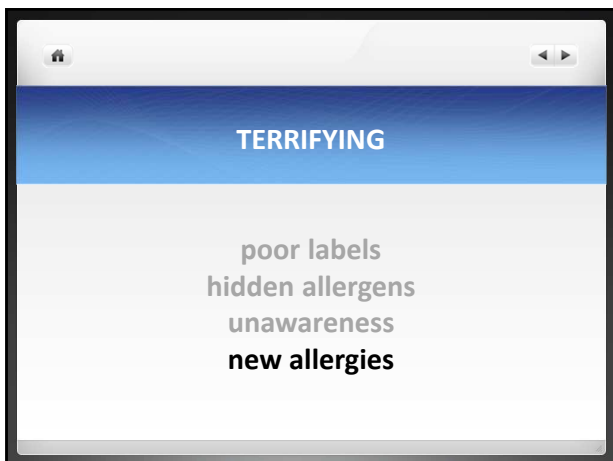 TERRIFYING
poor labels
hidden allergens
unawareness
new allergies